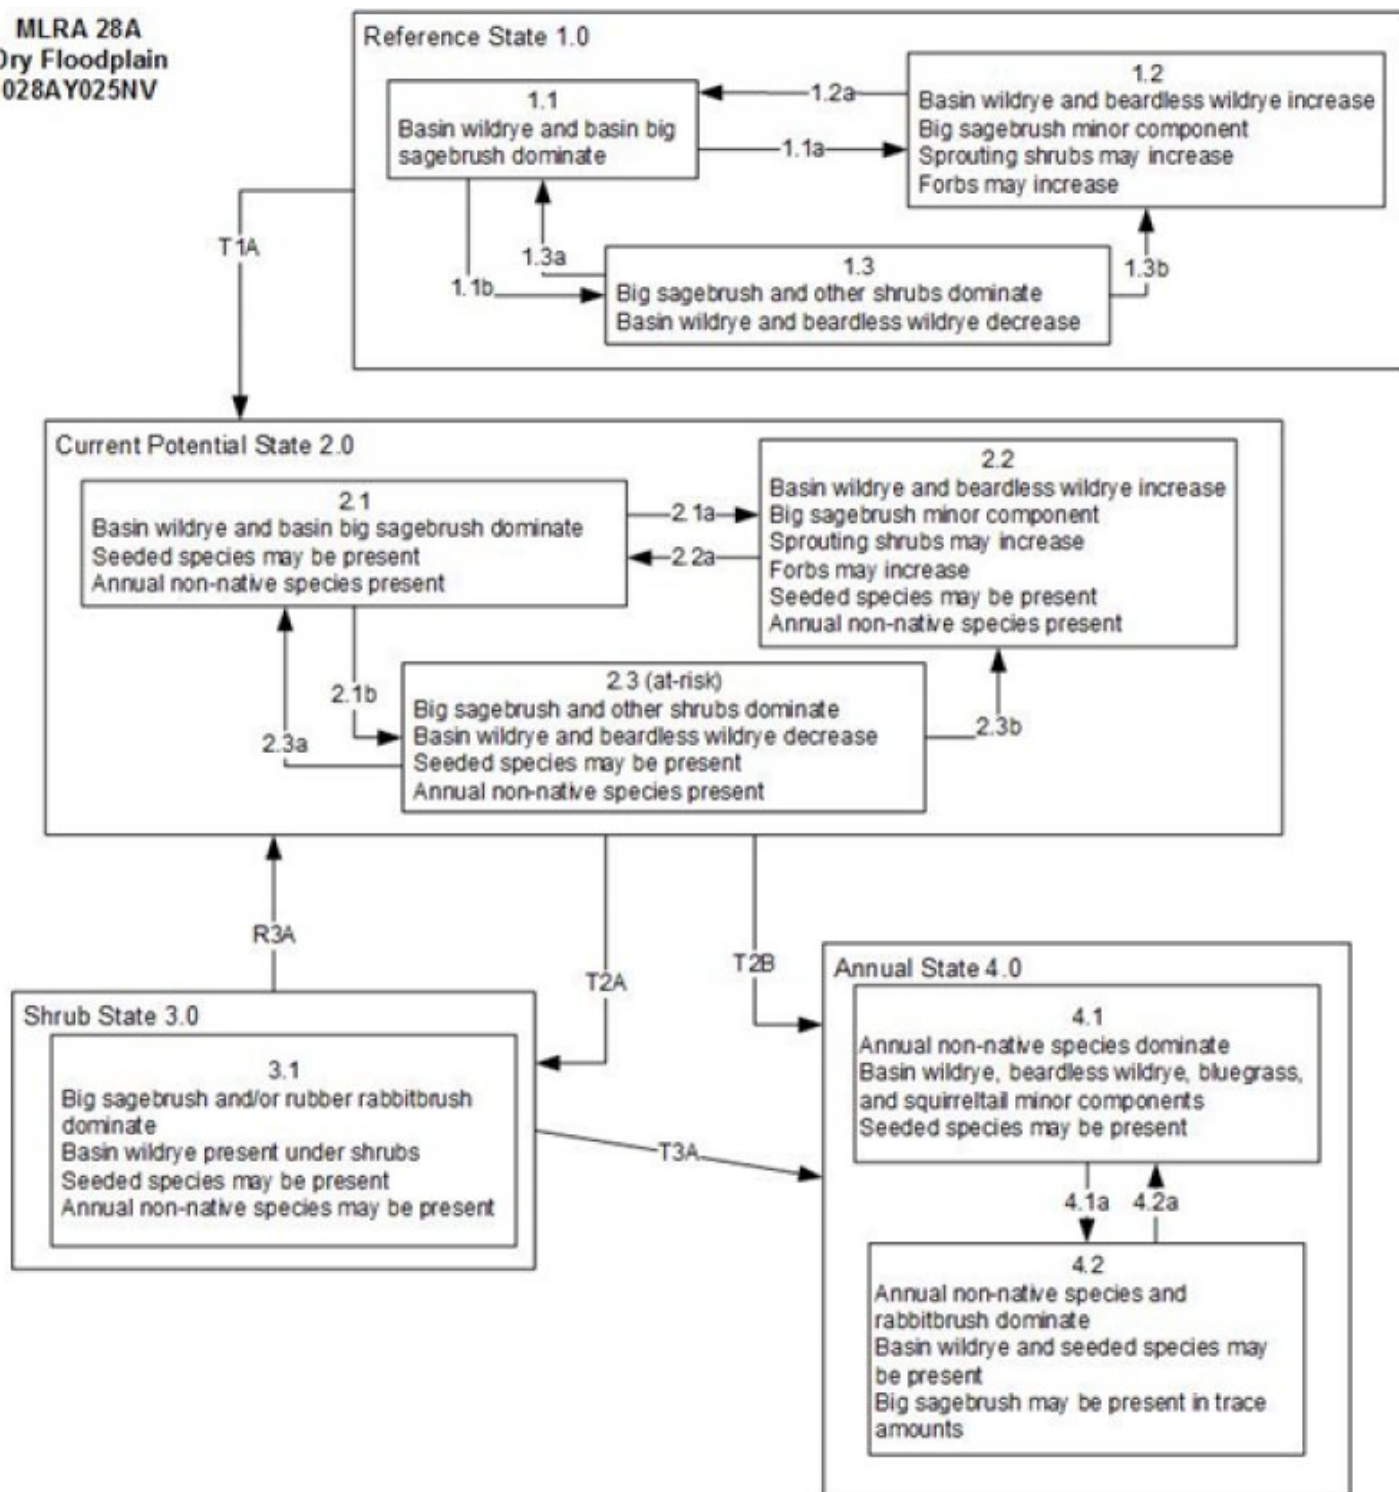 MLRA 28A
Dry Floodplain
028AY025NV
Reference State 1.0
1.1
Basin wildrye and basin big
sagebrush dominate
1.2a
1.1a
1.2
Basin wildrye and beardless wildrye increase
Big sagebrush minor component
Sprouting shrubs may increase
Forbs may increase
T1A
1.1b
1.3a
1.3
Big sagebrush and other shrubs dominate
Basin wildrye and beardless wildrye decrease
1.3b
Current Potential State 2.0
2.1
Basin wildrye and basin big sagebrush dominate
Seeded species may be present
Annual non-native species present
2.1a
2.2a
2.2
Basin wildrye and beardless wildrye increase
Big sagebrush minor component
Sprouting shrubs may increase
Forbs may increase
Seeded species may be present
Annual non-native species present
2.1b
2.3a
2.3 (at-risk)
Big sagebrush and other shrubs dominate
Basin wildrye and beardless wildrye decrease
Seeded species may be present
Annual non-native species present
2.3b
R3A
T2A
T2B
Shrub State 3.0
3.1
Big sagebrush and/or rubber rabbitbrush
dominate
Basin wildrye present under shrubs
Seeded species may be present
Annual non-native species may be present
T3A
Annual State 4.0
4.1
Annual non-native species dominate
Basin wildrye, beardless wildrye, bluegrass,
and squirreltail minor components
Seeded species may be present
4.1a
4.2a
4.2
Annual non-native species and
rabbitbrush dominate
Basin wildrye and seeded species may
be present
Big sagebrush may be present in trace
amounts